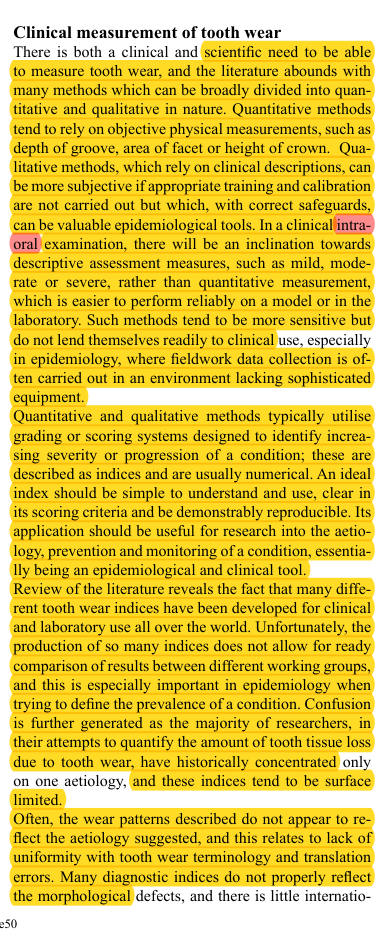 Clinical measurement of tooth wear
There is both a clinical and scientific need to be able
to measure tooth wear, and the literature abounds with
many methods which can be broadly divided into quan-
titative and qualitative in nature. Quantitative methods
tend to rely on objective physical measurements, such as
depth of groove, area of facet or height of crown. Qua-
litative methods, which rely on clinical descriptions, can
be more subjective if appropriate training and calibration
are not carried out but which, with correct safeguards,
can be valuable epidemiological tools. In a clinical intra-
oral examination, there will be an inclination towards
descriptive assessment measures, such as mild, mode-
rate or severe, rather than quantitative measurement,
which is easier to perform reliably on a model or in the
laboratory. Such methods tend to be more sensitive but
do not lend themselves readily to clinical use, especially
in epidemiology, where fieldwork data collection is of-
ten carried out in an environment lacking sophisticated
equipment.
Quantitative and qualitative methods typically utilise
grading or scoring systems designed to identify increa-
sing severity or progression of a condition; these are
described as indices and are usually numerical. An ideal
index should be simple to understand and use, clear in
its scoring criteria and be demonstrably reproducible. Its
application should be useful for research into the aetio-
logy, prevention and monitoring of a condition, essentia-
lly being an epidemiological and clinical tool.
Review of the literature reveals the fact that many diffe-
rent tooth wear indices have been developed for clinical
and laboratory use all over the world. Unfortunately, the
production of so many indices does not allow for ready
comparison of results between different working groups,
and this is especially important in epidemiology when
trying to define the prevalence of a condition. Confusion
is further generated as the majority of researchers, in
their attempts to quantify the amount of tooth tissue loss
due to tooth wear, have historically concentrated only
on one aetiology, and these indices tend to be surface
limited.
Often, the wear patterns described do not appear to re-
flect the aetiology suggested, and this relates to lack of
uniformity with tooth wear terminology and translation
errors. Many diagnostic indices do not properly reflect
the morphological defects, and there is little internatio-
e50